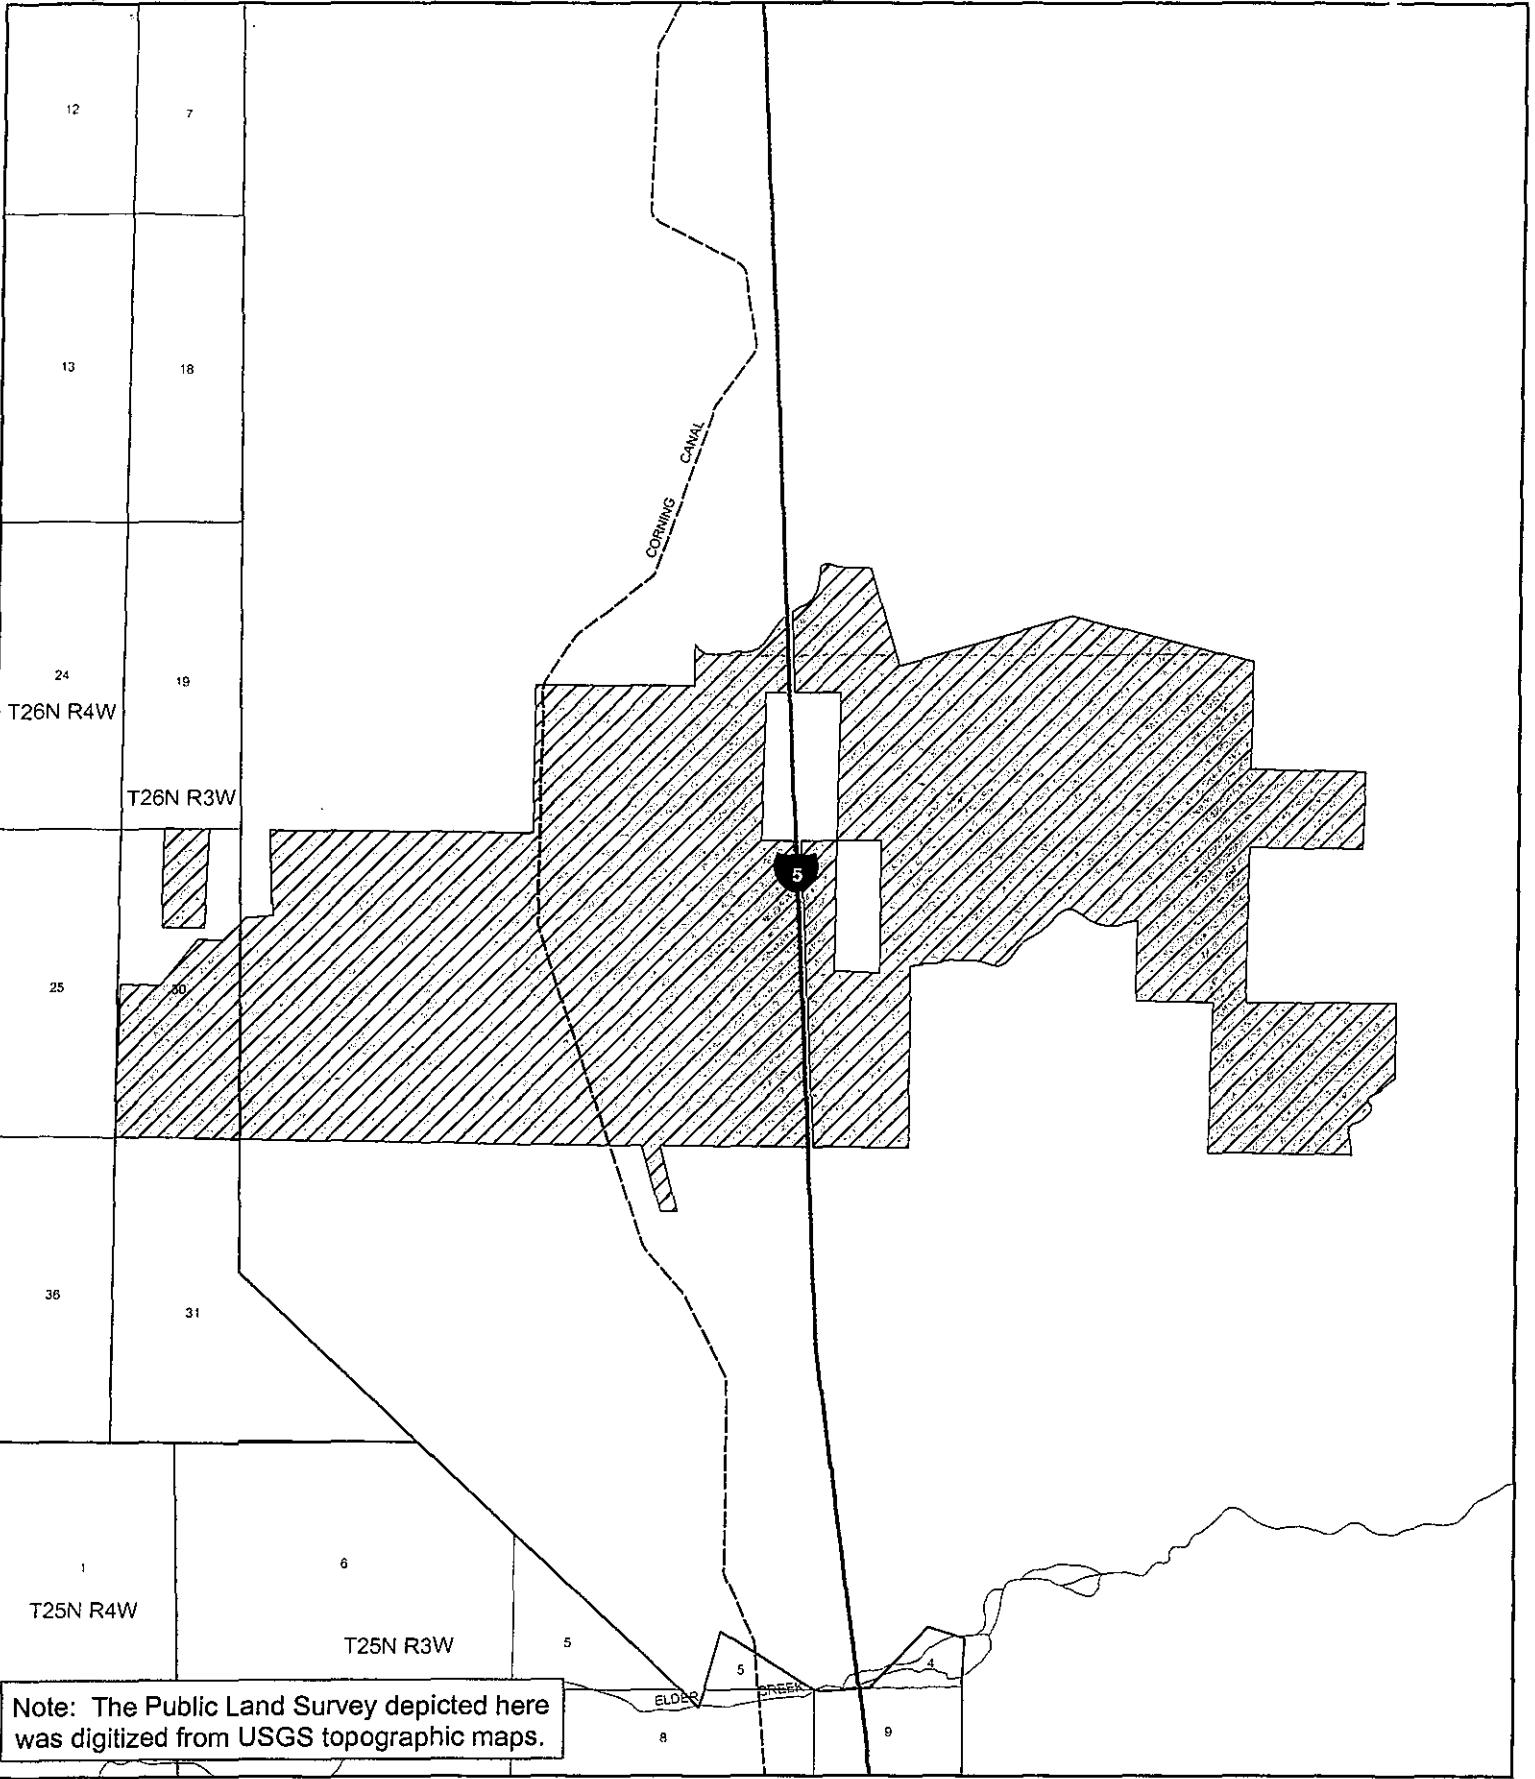 12
7
13
18
CANAL
CORNING
24
19
T26N R4W
T26N R3W
5
25
30
36
31
1
6
T25N R4W
T25N R3W
5
5
4
ELDER CREEK
8
9
Note: The Public Land Survey depicted here
was digitized from USGS topographic maps.